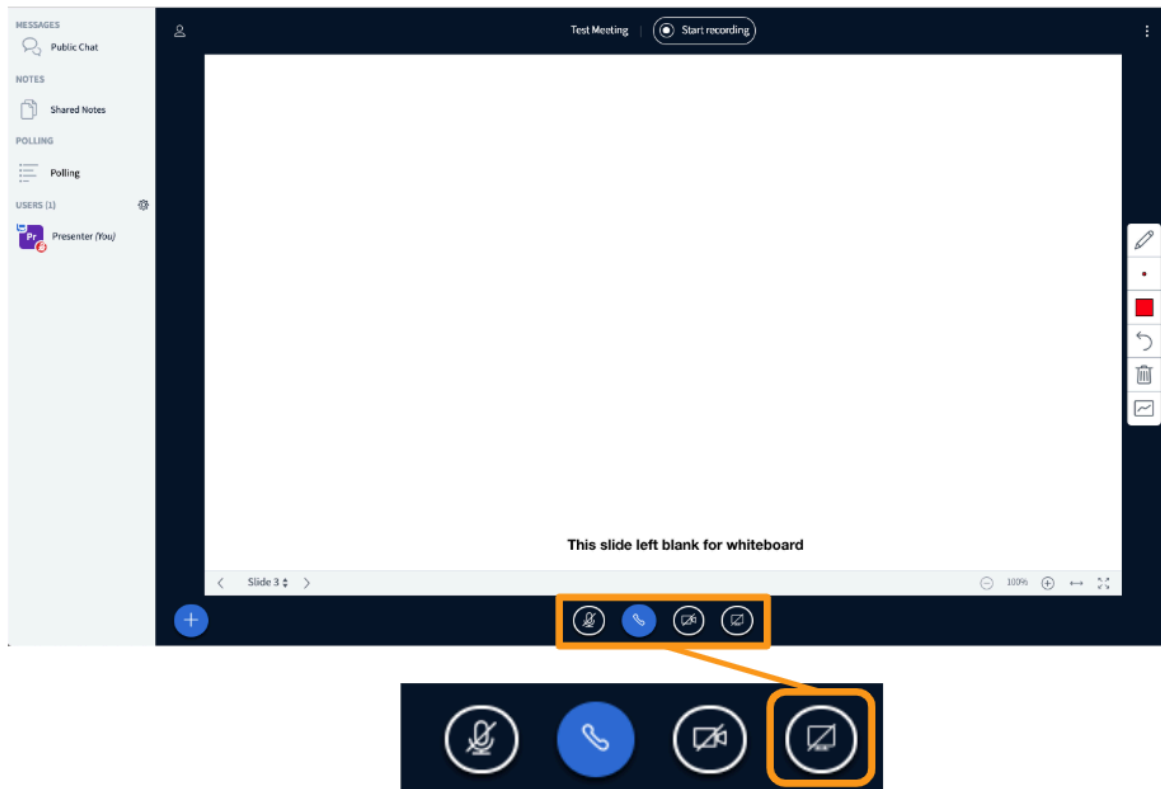 MESSAGES
Public Chat
NOTES
Shared Notes
POLLING
Polling
USERS (1)
Pr
Presenter (You)
Test Meeting
Start recording
This slide left blank for whiteboard
Slide 3
100%